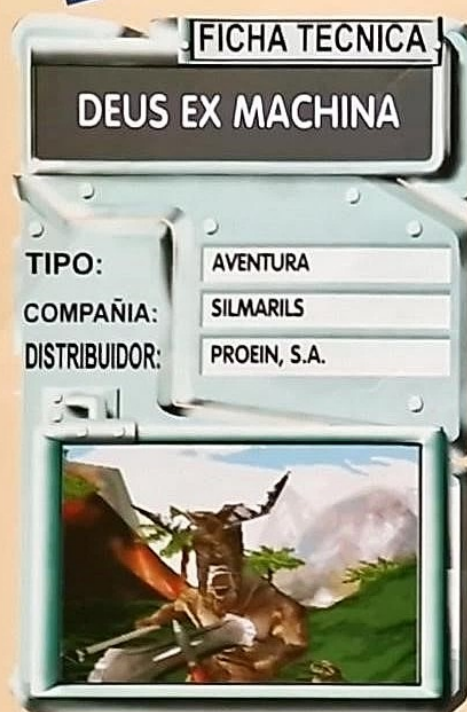 FICHA TECNICA
DEUS EX MACHINA
TIPO: AVENTURA
COMPAÑIA: SILMARILS
DISTRIBUIDOR: PROEIN, S.A.